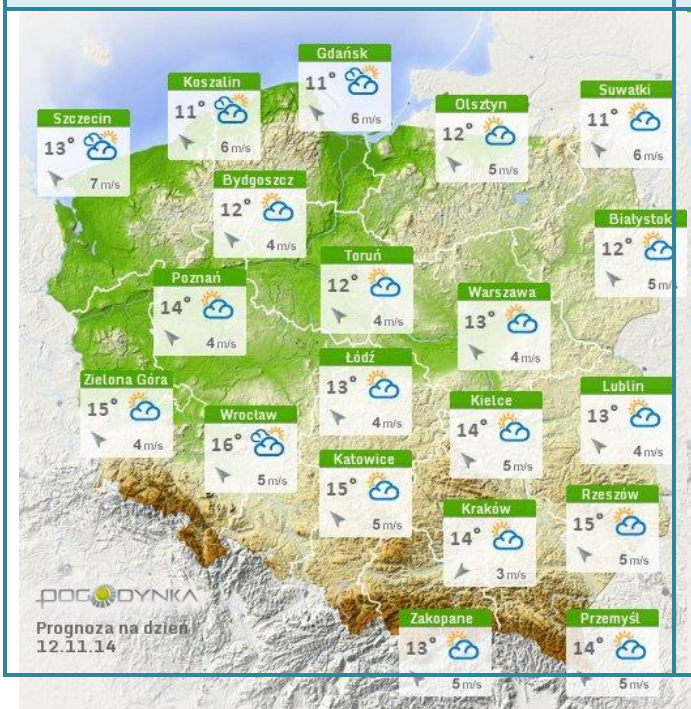 Gdańsk
11°
6 m/s
Koszalin
11°
6 m/s
Szczecin
13°
7 m/s
Olsztyn
12°
5 m/s
Suwałki
11°
6 m/s
Bydgoszcz
12°
4 m/s
Białystok
12°
5 m/s
Toruń
12°
4 m/s
Poznań
14°
4 m/s
Warszawa
13°
4 m/s
Łódź
13°
4 m/s
Zielona Góra
15°
4 m/s
Wrocław
16°
5 m/s
Kielce
14°
5 m/s
Lublin
13°
4 m/s
Katowice
15°
5 m/s
Kraków
14°
3 m/s
Rzeszów
15°
5 m/s
Zakopane
13°
5 m/s
Przemyśl
14°
5 m/s
POGODYNKA
Prognoza na dzień
12.11.14